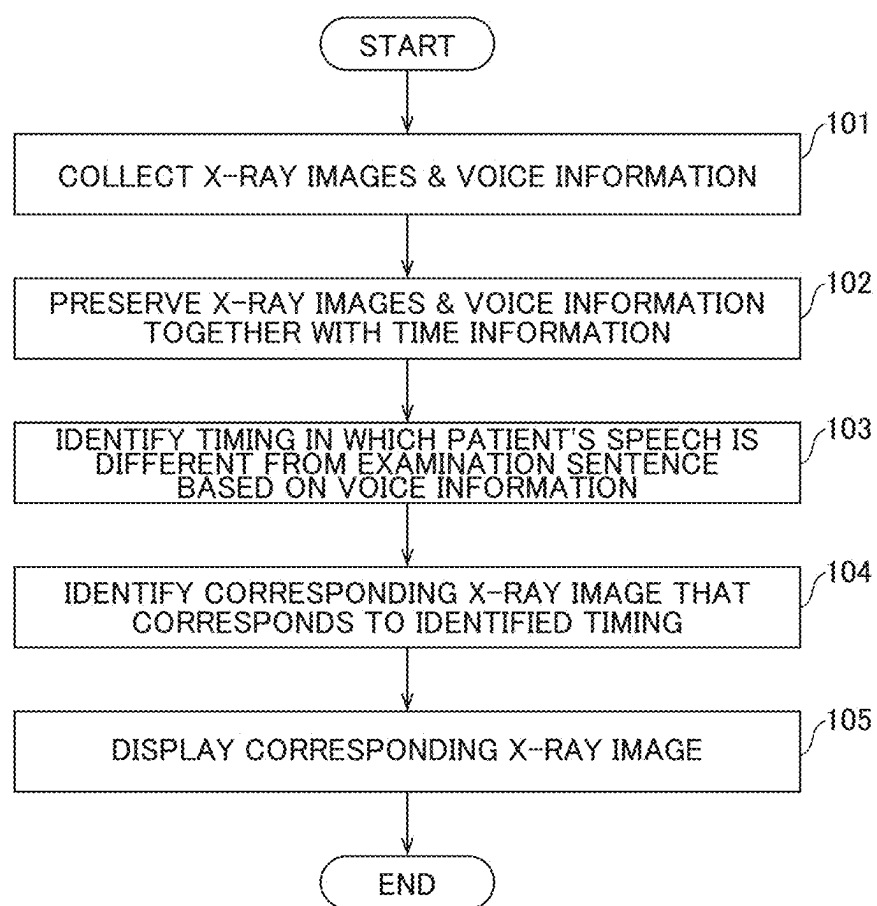 START
101
COLLECT X-RAY IMAGES & VOICE INFORMATION
102
PRESERVE X-RAY IMAGES & VOICE INFORMATION
TOGETHER WITH TIME INFORMATION
103
IDENTIFY TIMING IN WHICH PATIENT'S SPEECH IS
DIFFERENT FROM EXAMINATION SENTENCE
BASED ON VOICE INFORMATION
104
IDENTIFY CORRESPONDING X-RAY IMAGE THAT
CORRESPONDS TO IDENTIFIED TIMING
105
DISPLAY CORRESPONDING X-RAY IMAGE
END